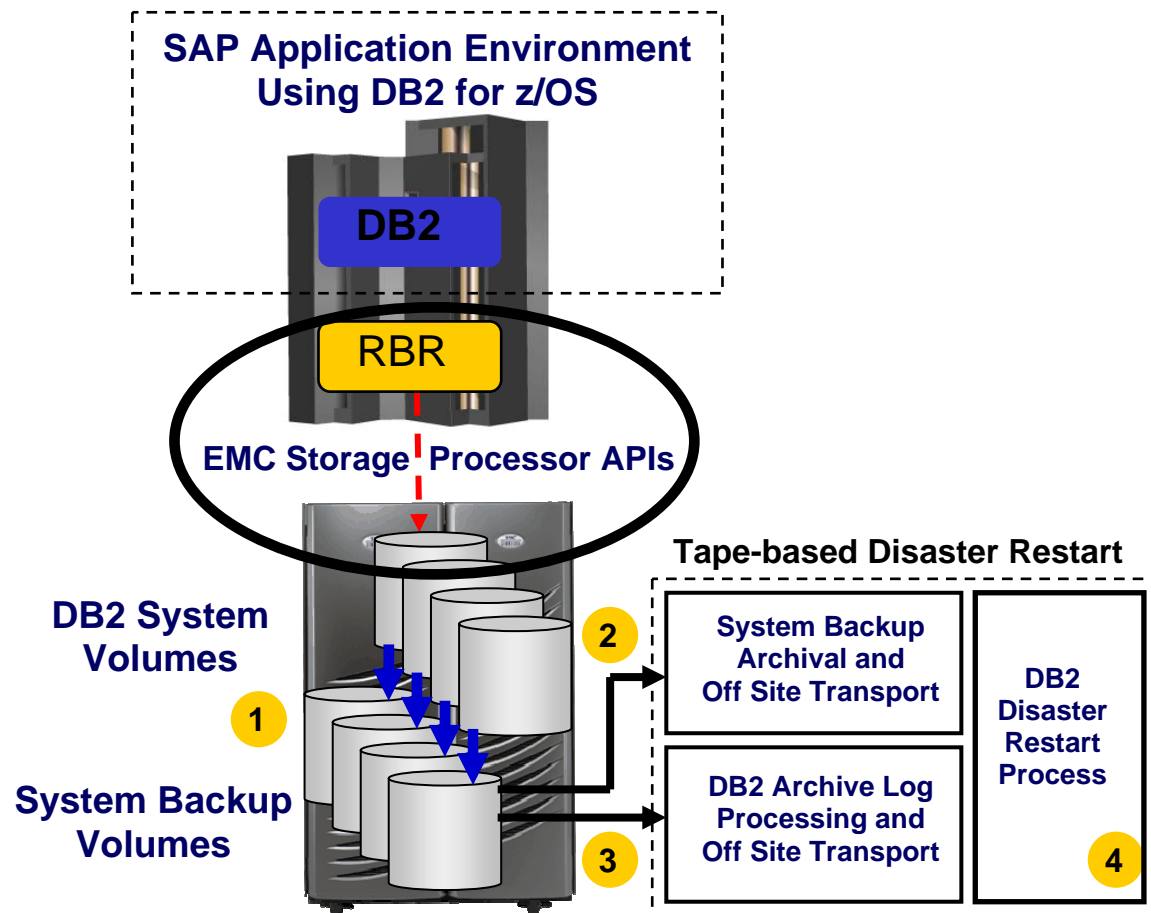 SAP Application Environment
Using DB2 for z/OS
DB2
RBR
EMC Storage Processor APIs
Tape-based Disaster Restart
DB2 System
Volumes
1
System Backup
Volumes
2
System Backup
Archival and
Off Site Transport
3
DB2 Archive Log
Processing and
Off Site Transport
DB2
Disaster
Restart
Process
4